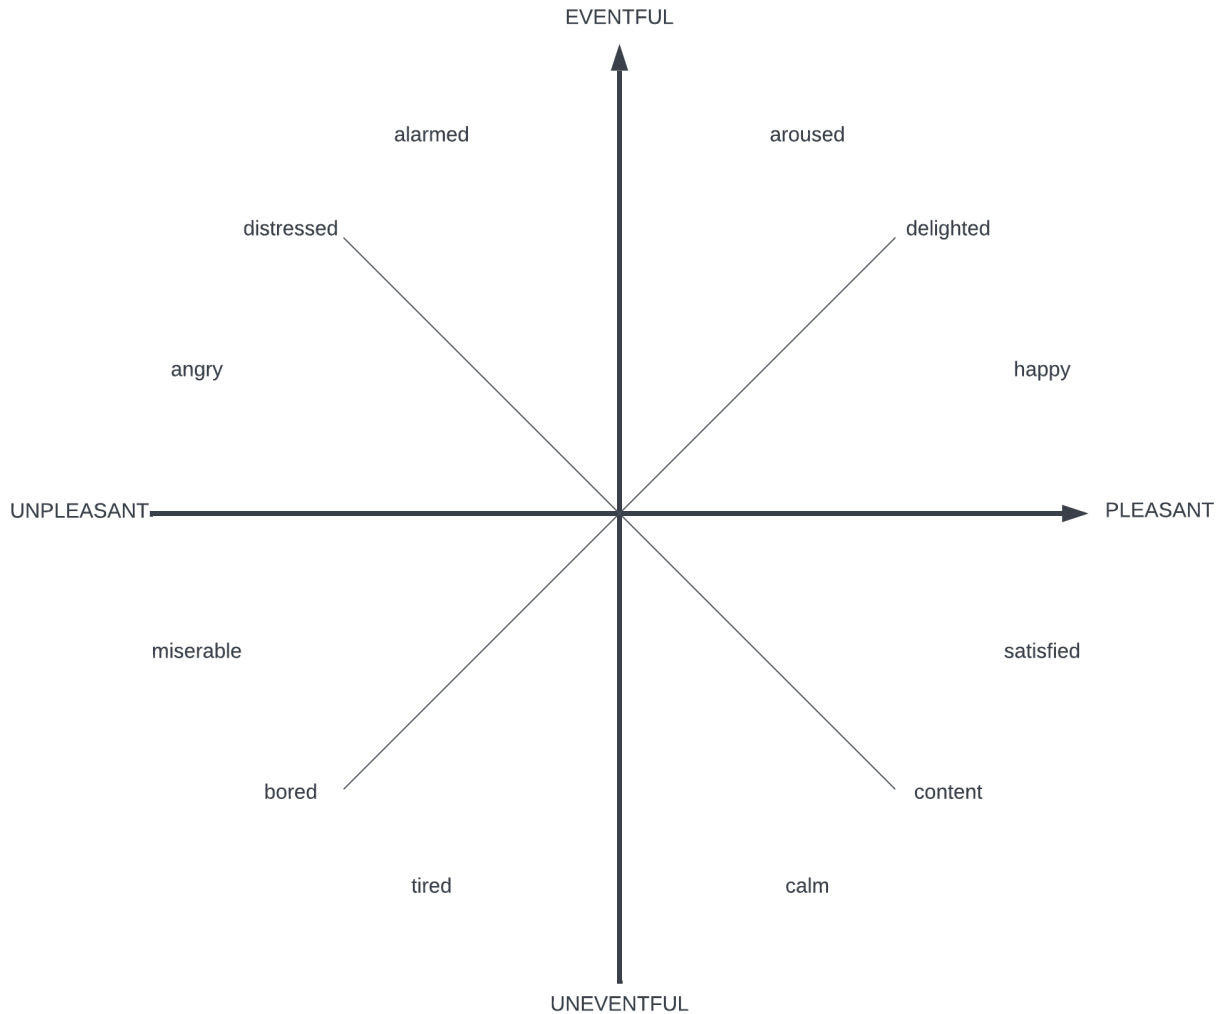 EVENTFUL
alarmed
aroused
distressed
delighted
angry
happy
UNPLEASANT
PLEASANT
miserable
satisfied
bored
content
tired
calm
UNEVENTFUL